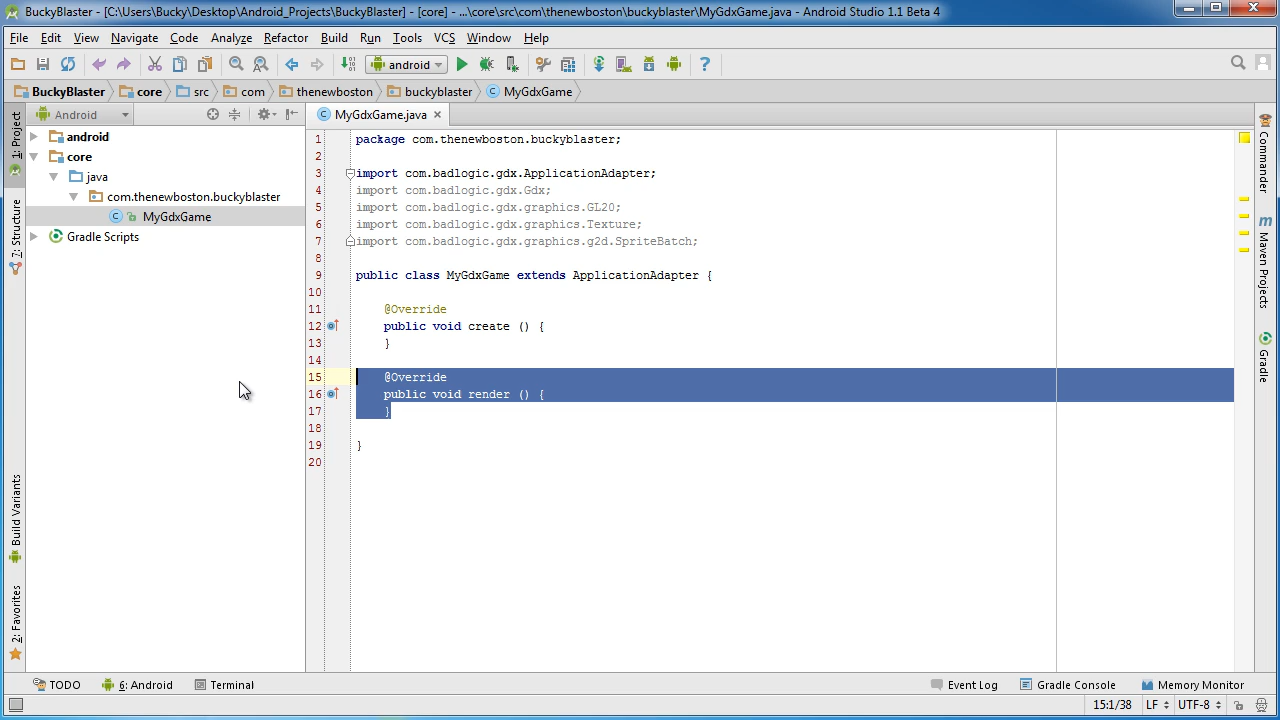 BuckyBlaster - [C:\Users\Bucky\Desktop\Android_Projects\BuckyBlaster] - [core] - ...\core\src\com\thenewboston\buckyblaster\MyGdxGame.java - Android Studio 1.1 Beta 4
File Edit View Navigate Code Analyze Refactor Build Run Tools VCS Window Help
android
BuckyBlaster core src com thenewboston buckyblaster MyGdxGame
1: Project
7: Structure
Build Variants
2: Favorites
Android
android
core
java
com.thenewboston.buckyblaster
MyGdxGame
Gradle Scripts
MyGdxGame.java
1 package com.thenewboston.buckyblaster;
2
3 import com.badlogic.gdx.ApplicationAdapter;
4 import com.badlogic.gdx.Gdx;
5 import com.badlogic.gdx.graphics.GL20;
6 import com.badlogic.gdx.graphics.Texture;
7 import com.badlogic.gdx.graphics.g2d.SpriteBatch;
8
9 public class MyGdxGame extends ApplicationAdapter {
10
11 @Override
12 public void create () {
13 }
14
15 @Override
16 public void render () {
17 }
18
19 }
20
Commander
Maven Projects
Gradle
TODO 6: Android Terminal Event Log Gradle Console Memory Monitor
15:1/38 LF UTF-8